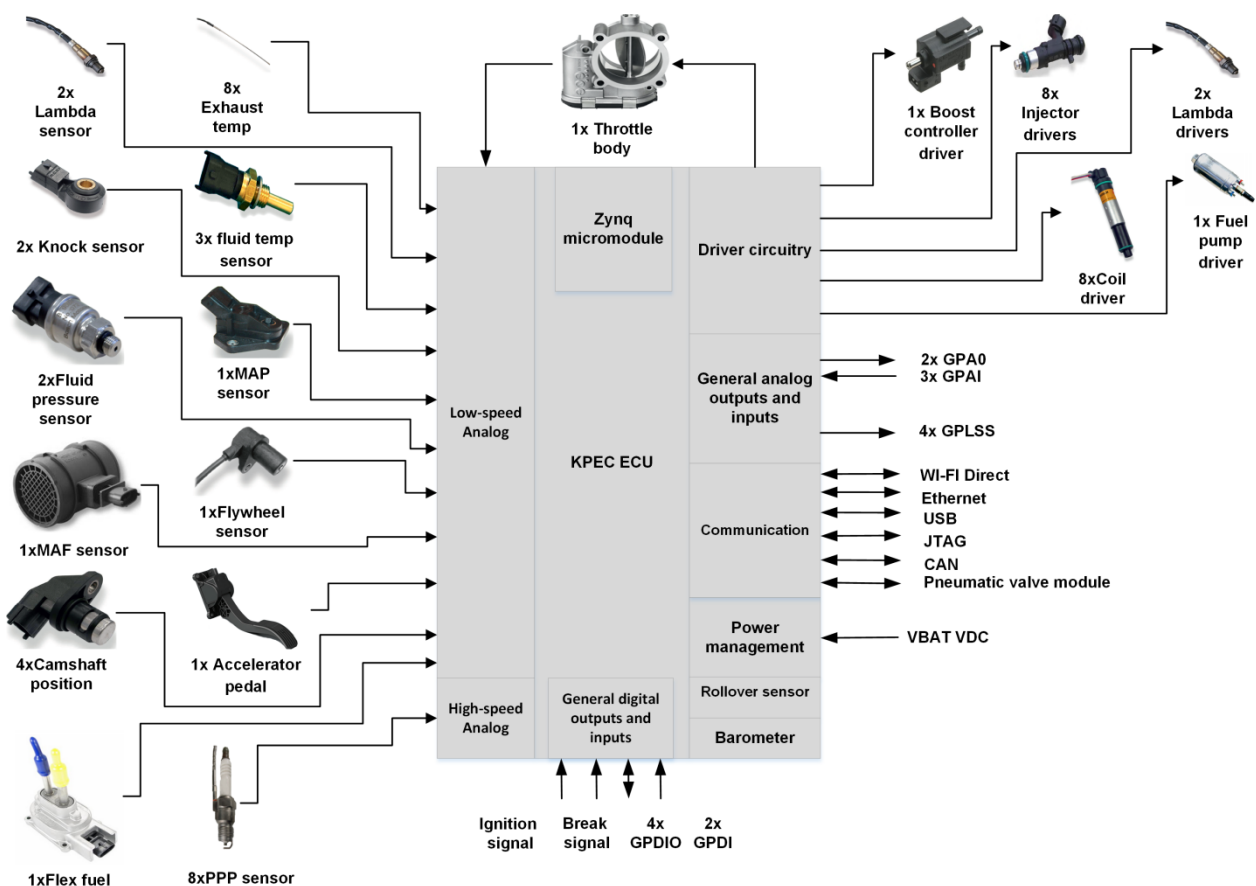 2x
Lambda
sensor
8x
Exhaust
temp
1x Throttle
body
1x Boost
controller
driver
8x
Injector
drivers
2x
Lambda
drivers
2x Knock sensor
3x fluid temp
sensor
Zynq
micromodule
Driver circuitry
8xCoil
driver
1x Fuel
pump
driver
2xFluid
pressure
sensor
1xMAP
sensor
Low-speed
Analog
KPEC ECU
General analog
outputs and
inputs
2x GPA0
3x GPAI
4x GPLSS
1xMAF sensor
1xFlywheel
sensor
Communication
WI-FI Direct
Ethernet
USB
JTAG
CAN
Pneumatic valve module
4xCamshaft
position
1x Accelerator
pedal
Power
management
VBAT VDC
Rollover sensor
Barometer
High-speed
Analog
General digital
outputs and
inputs
Ignition
signal
Break
signal
4x
GPDIO
2x
GPDI
1xFlex fuel
8xPPP sensor